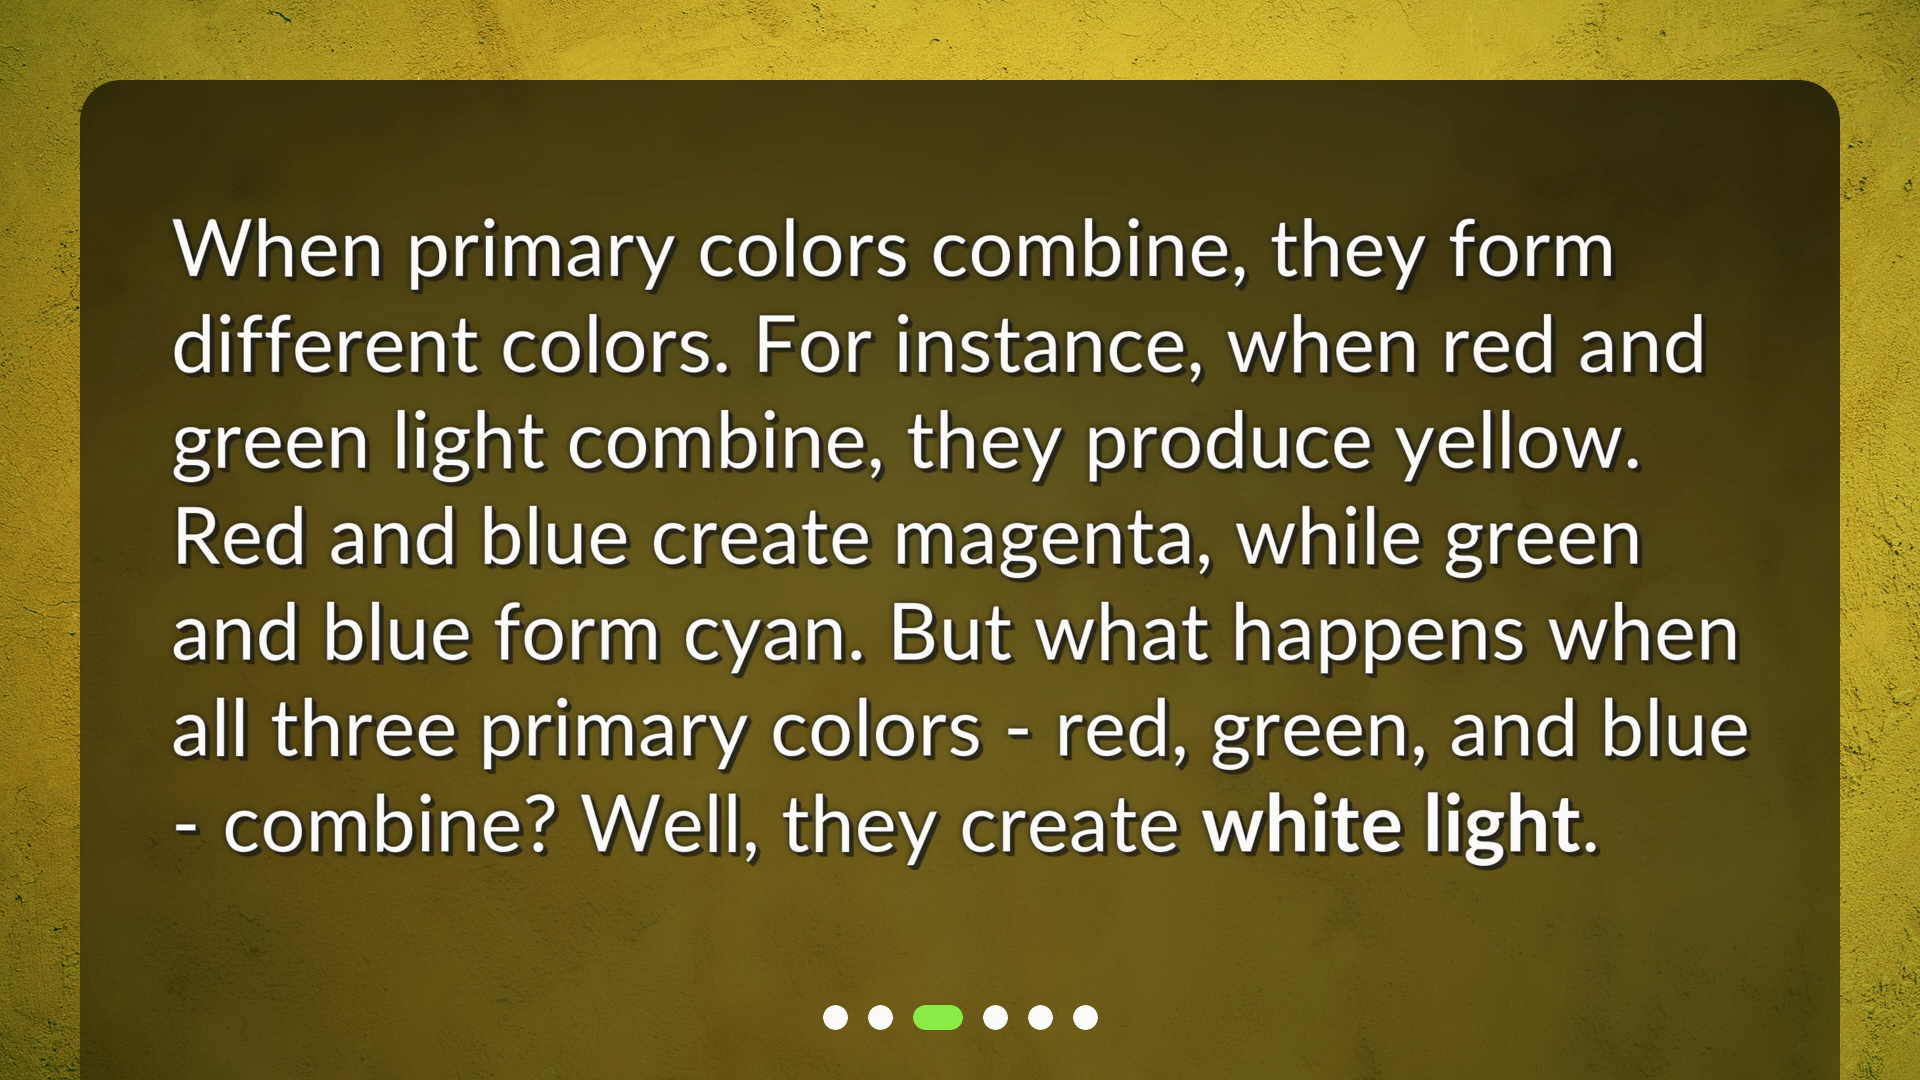 When primary colors combine, they form
different colors. For instance, when red and
green light combine, they produce yellow.
Red and blue create magenta, while green
and blue form cyan. But what happens when
all three primary colors - red, green, and blue
- combine? Well, they create white light.